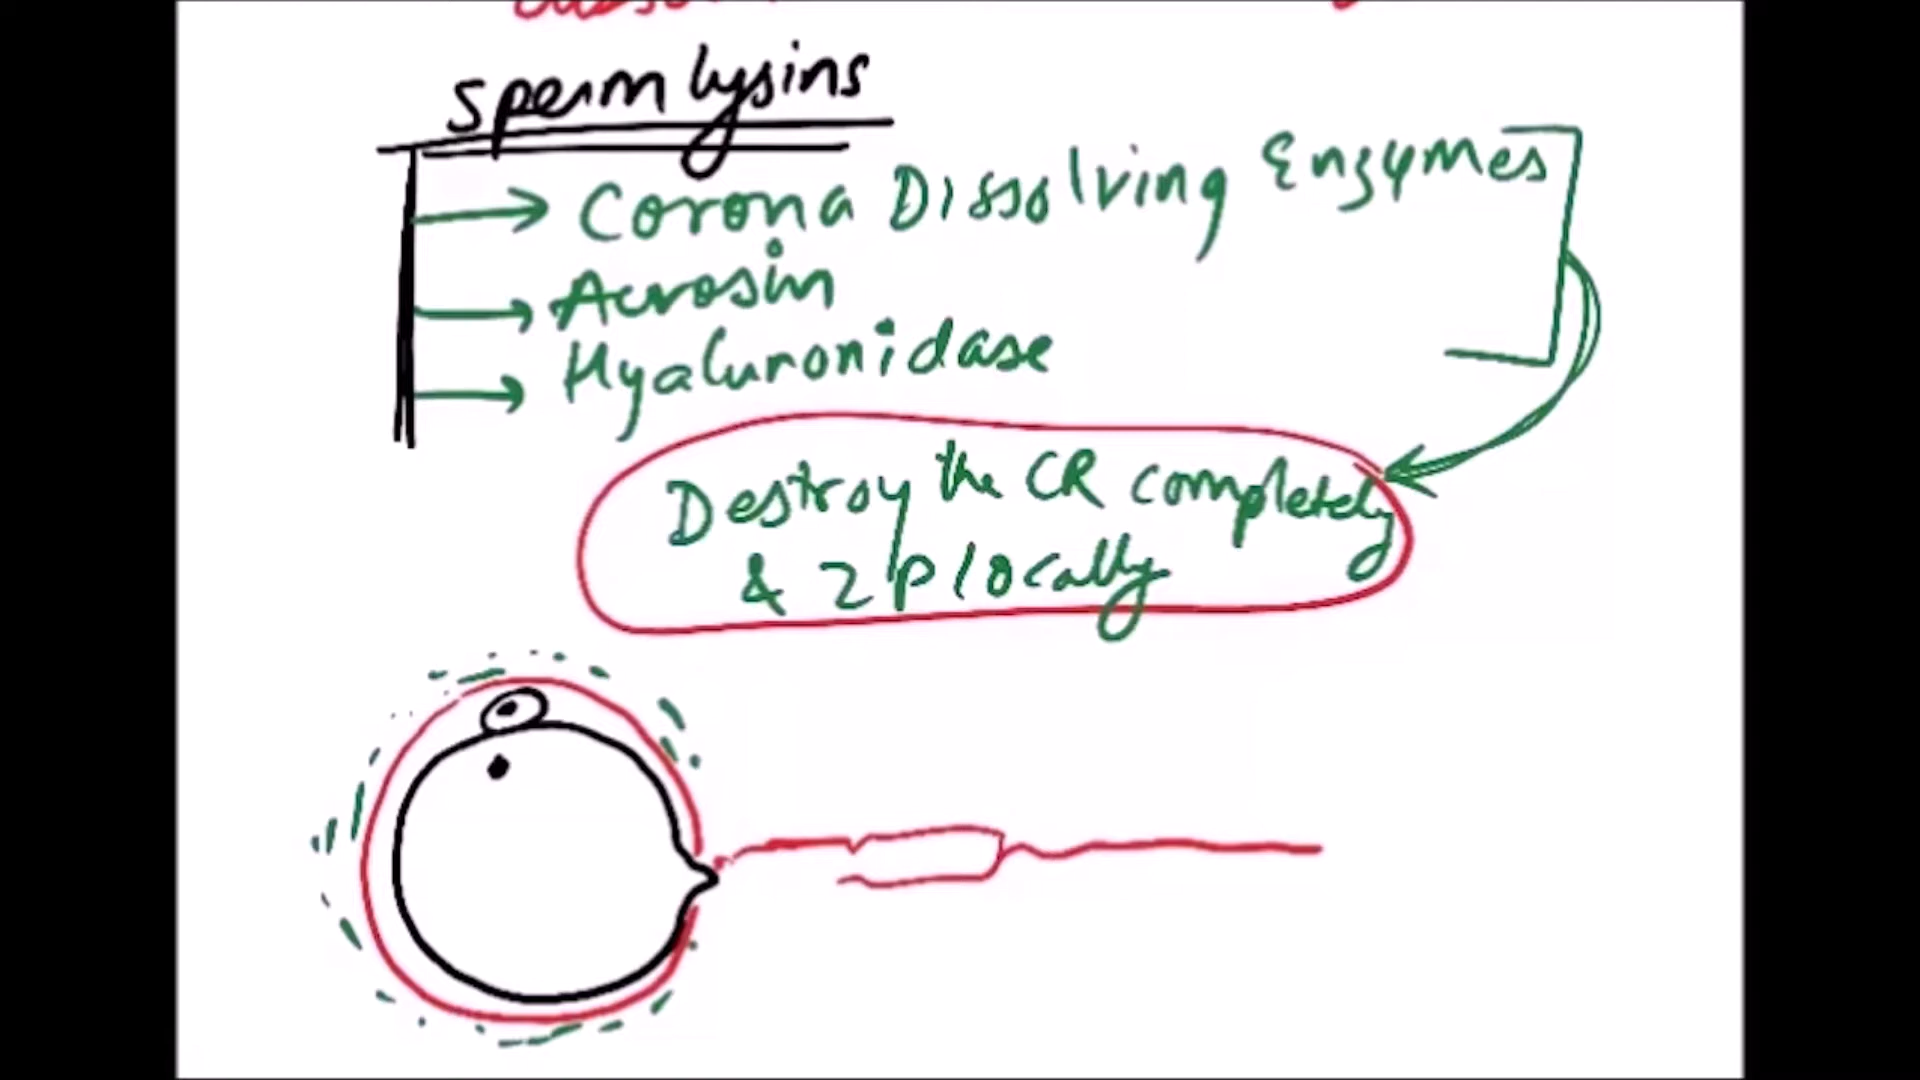 Sperm lysins
Corona Dissolving Enzymes
Acrosin
Hyaluronidase
Destroy the CR completely
& ZP locally